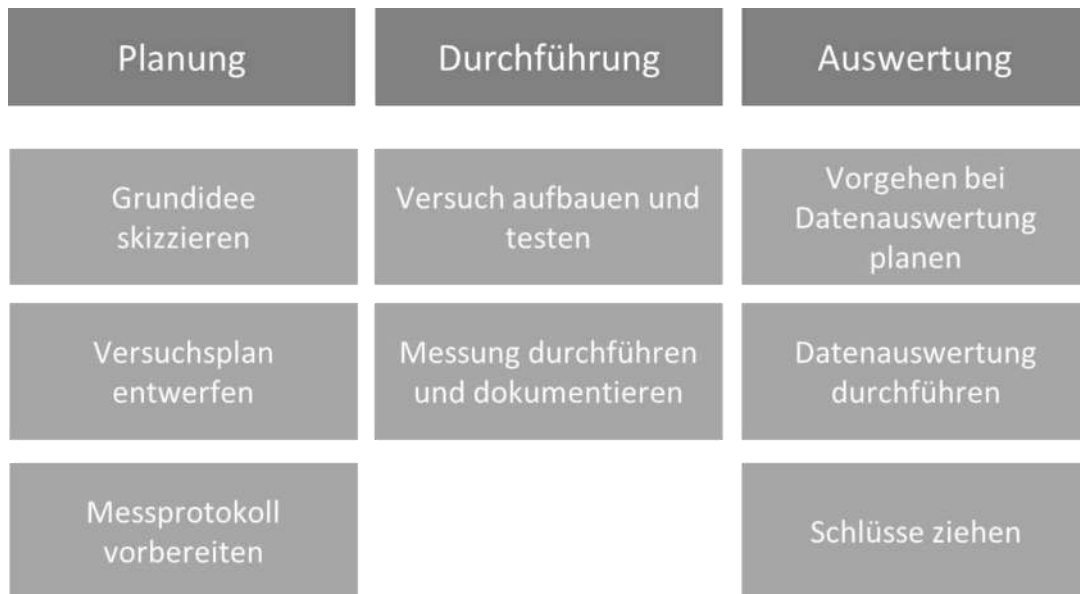 Planung
Durchführung
Auswertung
Grundidee
skizzieren
Versuch aufbauen und
testen
Vorgehen bei
Datenauswertung
planen
Versuchsplan
entwerfen
Messung durchführen
und dokumentieren
Datenauswertung
durchführen
Messprotokoll
vorbereiten
Schlüsse ziehen